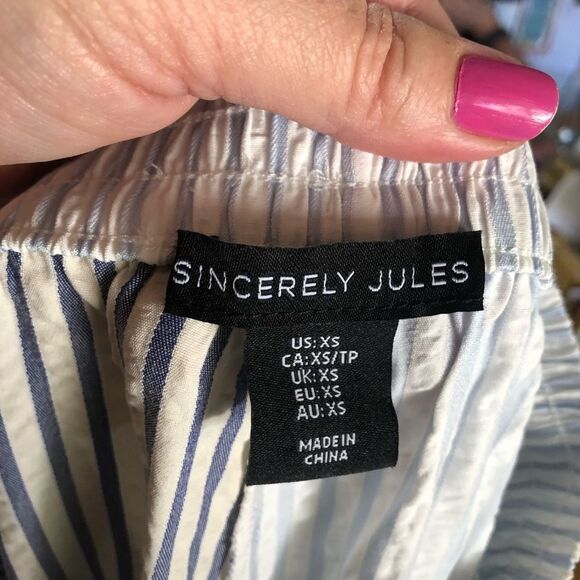 SINCERELY JULES
US: XS
CA: XS/TP
UK: XS
EU: XS
AU: XS
MADE IN
CHINA